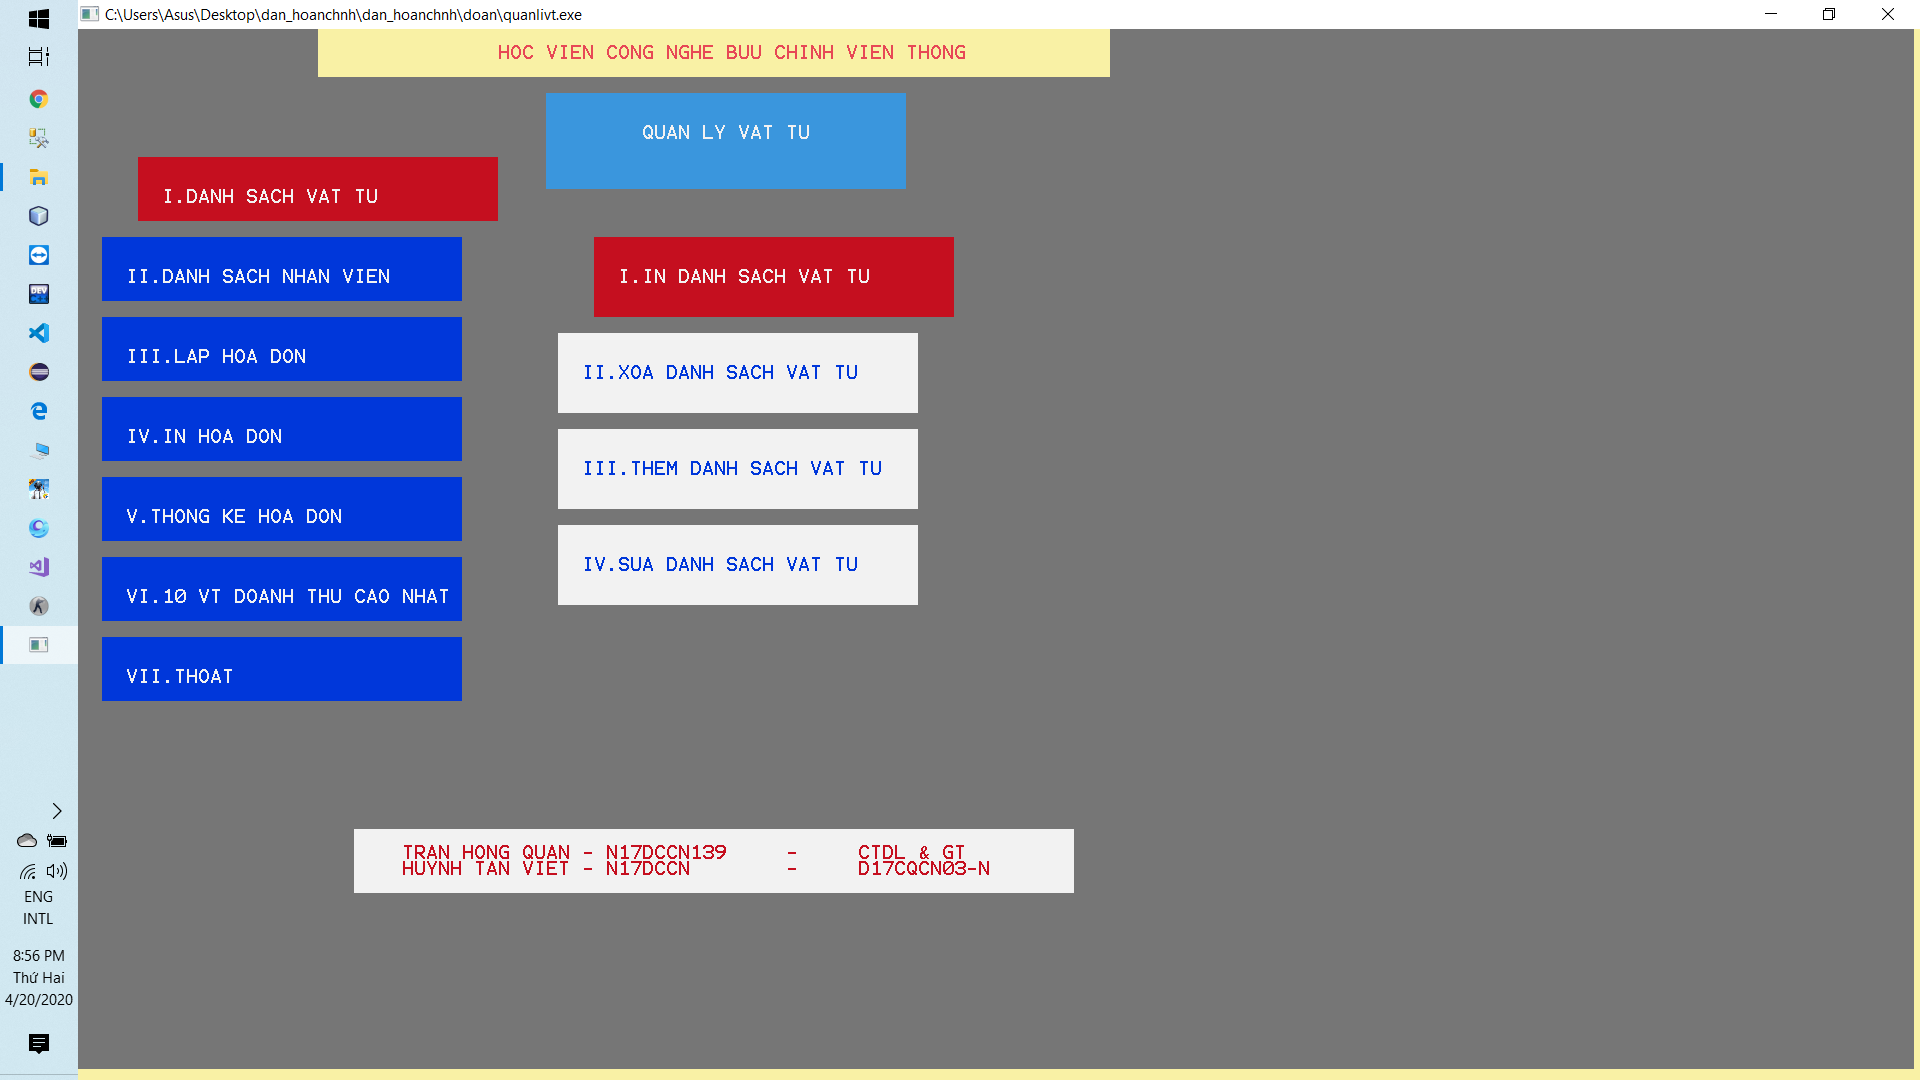 C:\Users\Asus\Desktop\dan_hoanchnh\dan_hoanchnh\doan\quanlivt.exe
HOC VIEN CONG NGHE BUU CHINH VIEN THONG
QUAN LY VAT TU
I.DANH SACH VAT TU
II.DANH SACH NHAN VIEN
III.LAP HOA DON
IV.IN HOA DON
V.THONG KE HOA DON
VI.10 VT DOANH THU CAO NHAT
VII.THOAT
I.IN DANH SACH VAT TU
II.XOA DANH SACH VAT TU
III.THEM DANH SACH VAT TU
IV.SUA DANH SACH VAT TU
TRAN HONG QUAN - N17DCCN139 - CTDL & GT
HUYNH TAN VIET - N17DCCN - D17CQCN03-N
DEV
ENG
INTL
8:56 PM
Thứ Hai
4/20/2020